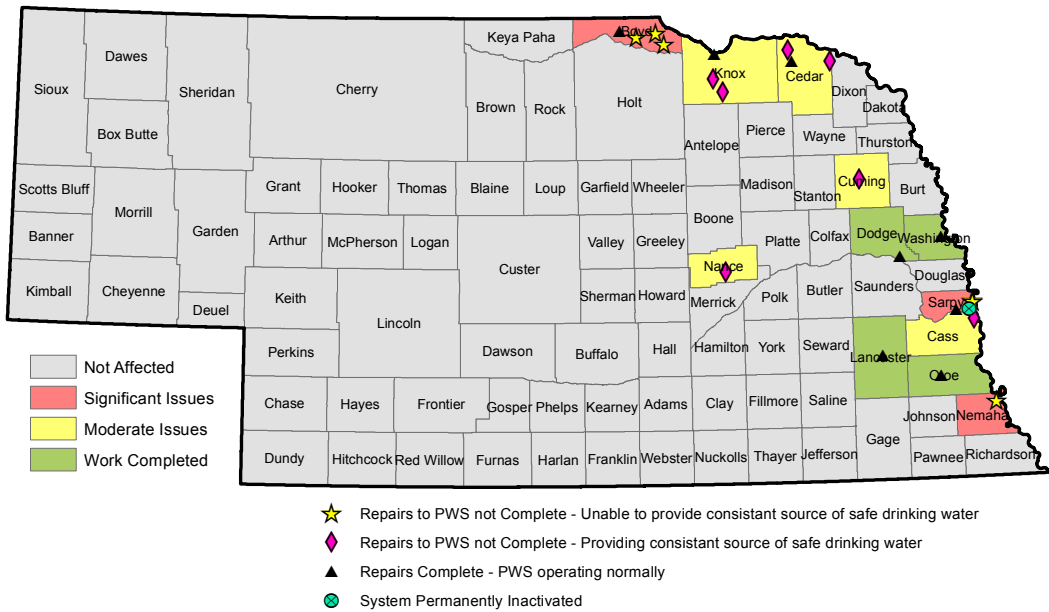 Keya Paha
Boyd
Dawes
Sioux
Sheridan
Cherry
Knox
Cedar
Brown
Rock
Holt
Dixon
Dakota
Box Butte
Antelope
Pierce
Wayne
Thurston
Scotts Bluff
Grant
Hooker
Thomas
Blaine
Loup
Garfield
Wheeler
Madison
Stanton
Cuming
Burt
Morrill
Garden
Boone
Banner
Arthur
McPherson
Logan
Custer
Valley
Greeley
Platte
Colfax
Dodge
Washington
Nance
Kimball
Cheyenne
Deuel
Keith
Lincoln
Sherman
Howard
Merrick
Polk
Butler
Saunders
Douglas
Sarpy
Perkins
Dawson
Buffalo
Hall
Hamilton
York
Seward
Lancaster
Cass
Otoe
Chase
Hayes
Frontier
Gosper
Phelps
Kearney
Adams
Clay
Fillmore
Saline
Johnson
Nemaha
Gage
Dundy
Hitchcock
Red Willow
Furnas
Harlan
Franklin
Webster
Nuckolls
Thayer
Jefferson
Pawnee
Richardson
Not Affected
Significant Issues
Moderate Issues
Work Completed
Repairs to PWS not Complete - Unable to provide consistant source of safe drinking water
Repairs to PWS not Complete - Providing consistant source of safe drinking water
Repairs Complete - PWS operating normally
System Permanently Inactivated